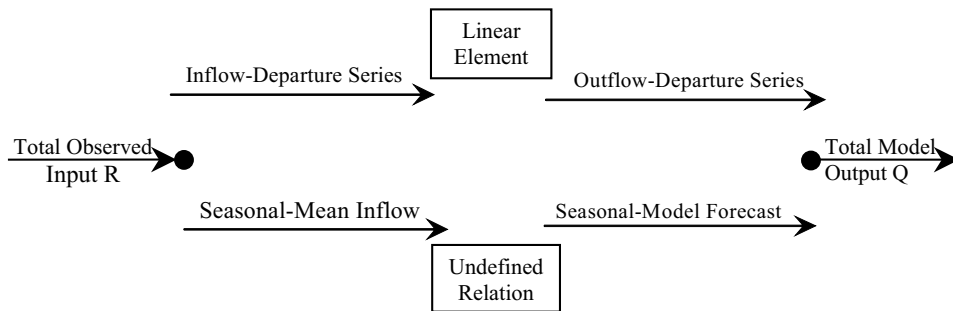 Linear
Element
Inflow-Departure Series
Outflow-Departure Series
Total Observed
Input R
Total Model
Output Q
Seasonal-Mean Inflow
Seasonal-Model Forecast
Undefined
Relation